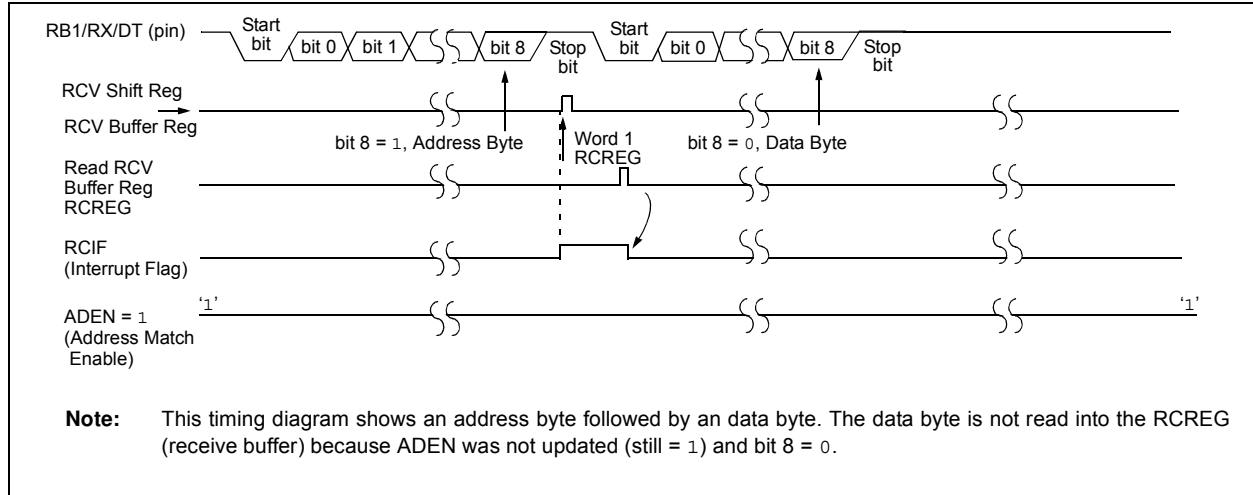 RB1/RX/DT (pin)
Start
bit
bit 0
bit 1
bit 8
Stop
bit
Start
bit
bit 0
bit 8
Stop
bit
RCV Shift Reg
RCV Buffer Reg
bit 8 = 1, Address Byte
Word 1
RCREG
bit 8 = 0, Data Byte
Read RCV
Buffer Reg
RCREG
RCIF
(Interrupt Flag)
ADEN = 1
(Address Match
Enable)
‘1’
‘1’
Note: This timing diagram shows an address byte followed by an data byte. The data byte is not read into the RCREG
(receive buffer) because ADEN was not updated (still = 1) and bit 8 = 0.